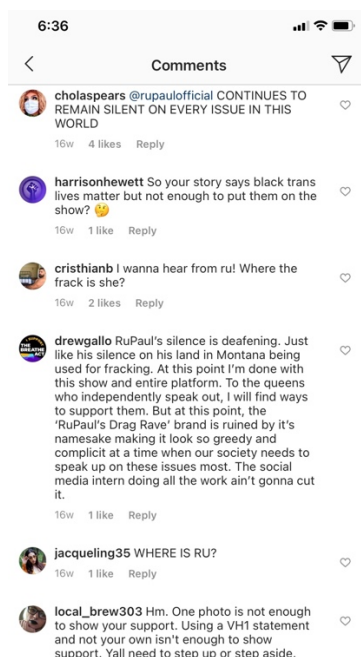 6:36
Comments
cholaspears @rupaulofficial CONTINUES TO
REMAIN SILENT ON EVERY ISSUE IN THIS
WORLD
16w 4 likes Reply
harrisonhewett So your story says black trans
lives matter but not enough to put them on the
show? 🤔
16w 1 like Reply
cristhianb I wanna hear from ru! Where the
frack is she?
16w 2 likes Reply
THE
BREATHE
ACT
drewgallo RuPaul's silence is deafening. Just
like his silence on his land in Montana being
used for fracking. At this point I'm done with
this show and entire platform. To the queens
who independently speak out, I will find ways
to support them. But at this point, the
'RuPaul's Drag Rave' brand is ruined by it's
namesake making it look so greedy and
complicit at a time when our society needs to
speak up on these issues most. The social
media intern doing all the work ain't gonna cut
it.
16w 1 like Reply
jacqueling35 WHERE IS RU?
16w 1 like Reply
local_brew303 Hm. One photo is not enough
to show your support. Using a VH1 statement
and not your own isn't enough to show
support. Yall need to step up or step aside.